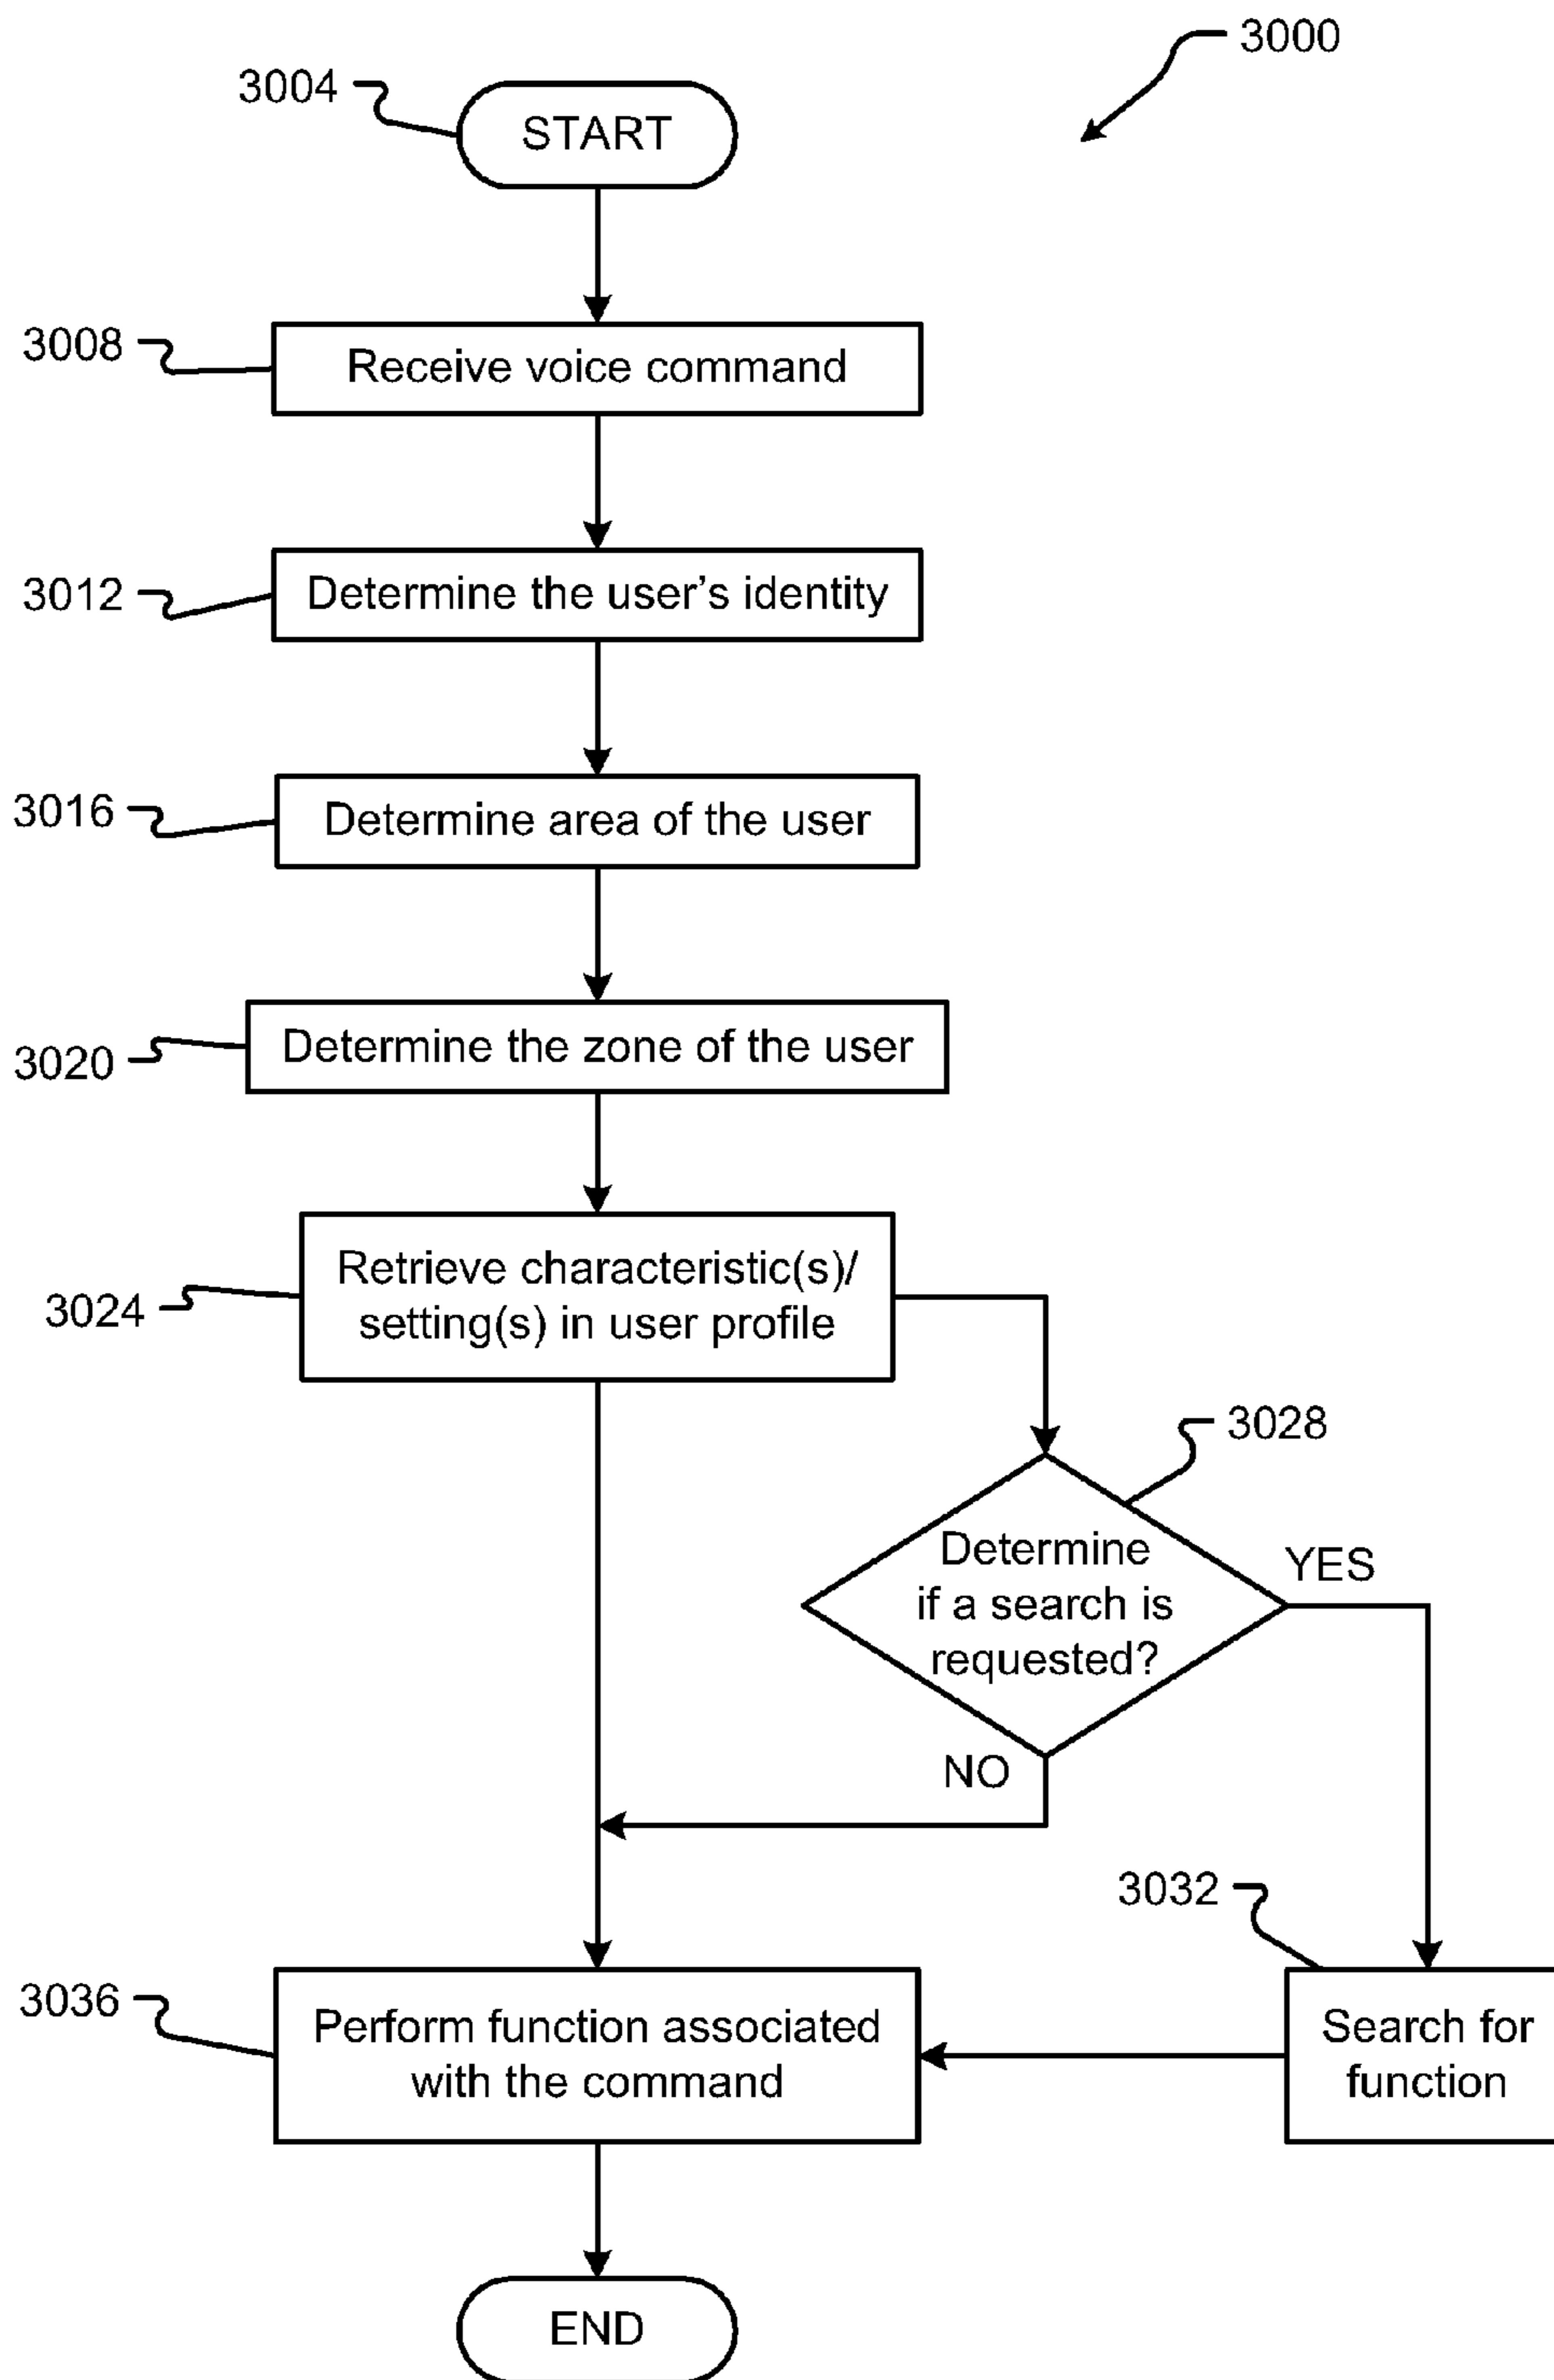 3000
3004
START
3008
Receive voice command
3012
Determine the user's identity
3016
Determine area of the user
3020
Determine the zone of the user
3024
Retrieve characteristic(s)/
setting(s) in user profile
3028
Determine
if a search is
requested?
YES
NO
3032
3036
Perform function associated
with the command
Search for
function
END